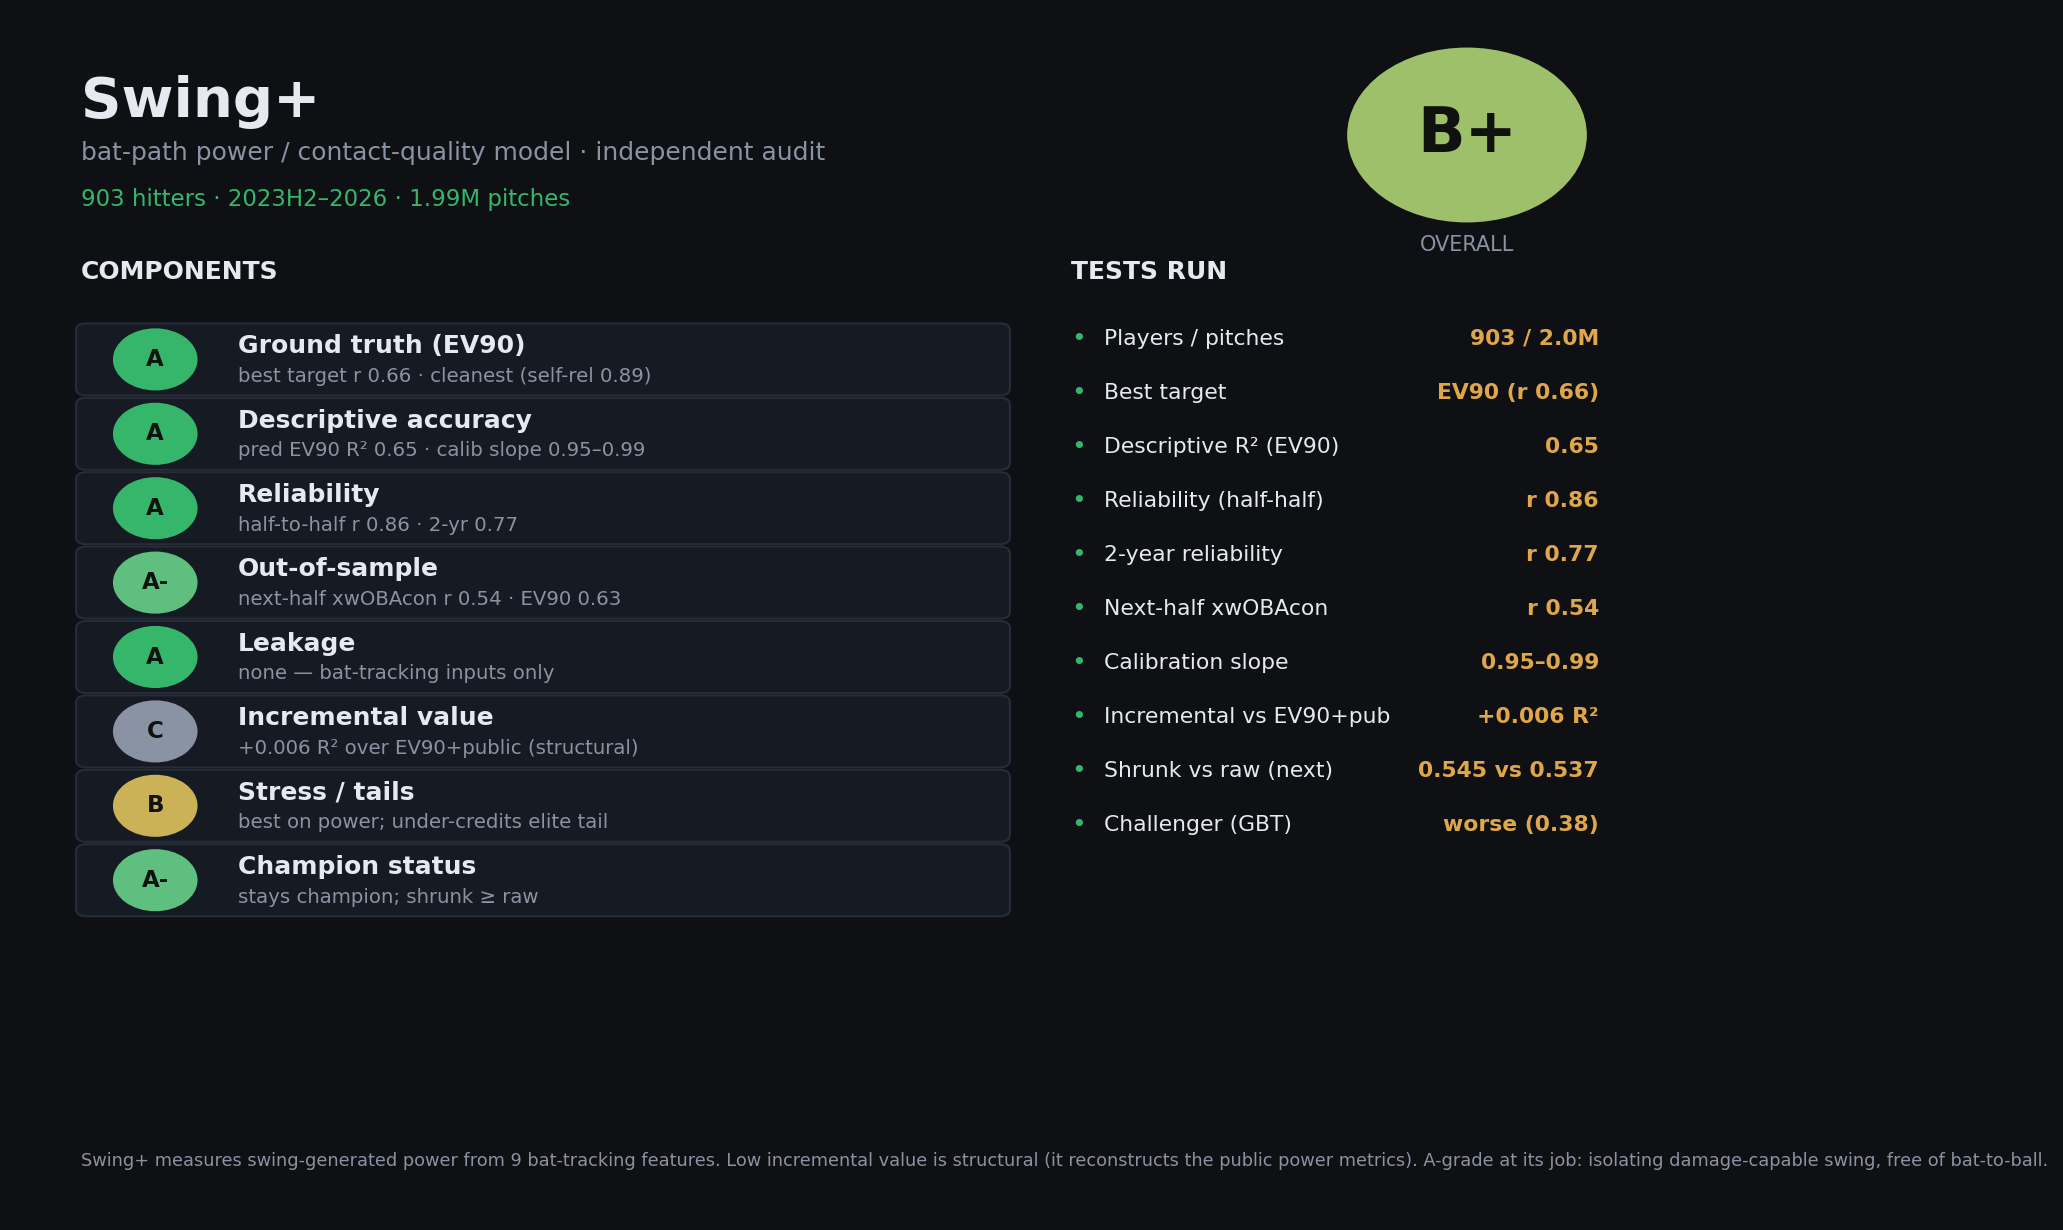 Swing+
bat-path power / contact-quality model · independent audit
903 hitters · 2023H2–2026 · 1.99M pitches
B+
OVERALL
COMPONENTS
A
Ground truth (EV90)
best target r 0.66 · cleanest (self-rel 0.89)
A
Descriptive accuracy
pred EV90 R² 0.65 · calib slope 0.95–0.99
A
Reliability
half-to-half r 0.86 · 2-yr 0.77
A-
Out-of-sample
next-half xwOBAcon r 0.54 · EV90 0.63
A
Leakage
none — bat-tracking inputs only
C
Incremental value
+0.006 R² over EV90+public (structural)
B
Stress / tails
best on power; under-credits elite tail
A-
Champion status
stays champion; shrunk ≥ raw
TESTS RUN
• Players / pitches 903 / 2.0M
• Best target EV90 (r 0.66)
• Descriptive R² (EV90) 0.65
• Reliability (half-half) r 0.86
• 2-year reliability r 0.77
• Next-half xwOBAcon r 0.54
• Calibration slope 0.95–0.99
• Incremental vs EV90+pub +0.006 R²
• Shrunk vs raw (next) 0.545 vs 0.537
• Challenger (GBT) worse (0.38)
Swing+ measures swing-generated power from 9 bat-tracking features. Low incremental value is structural (it reconstructs the public power metrics). A-grade at its job: isolating damage-capable swing, free of bat-to-ball.